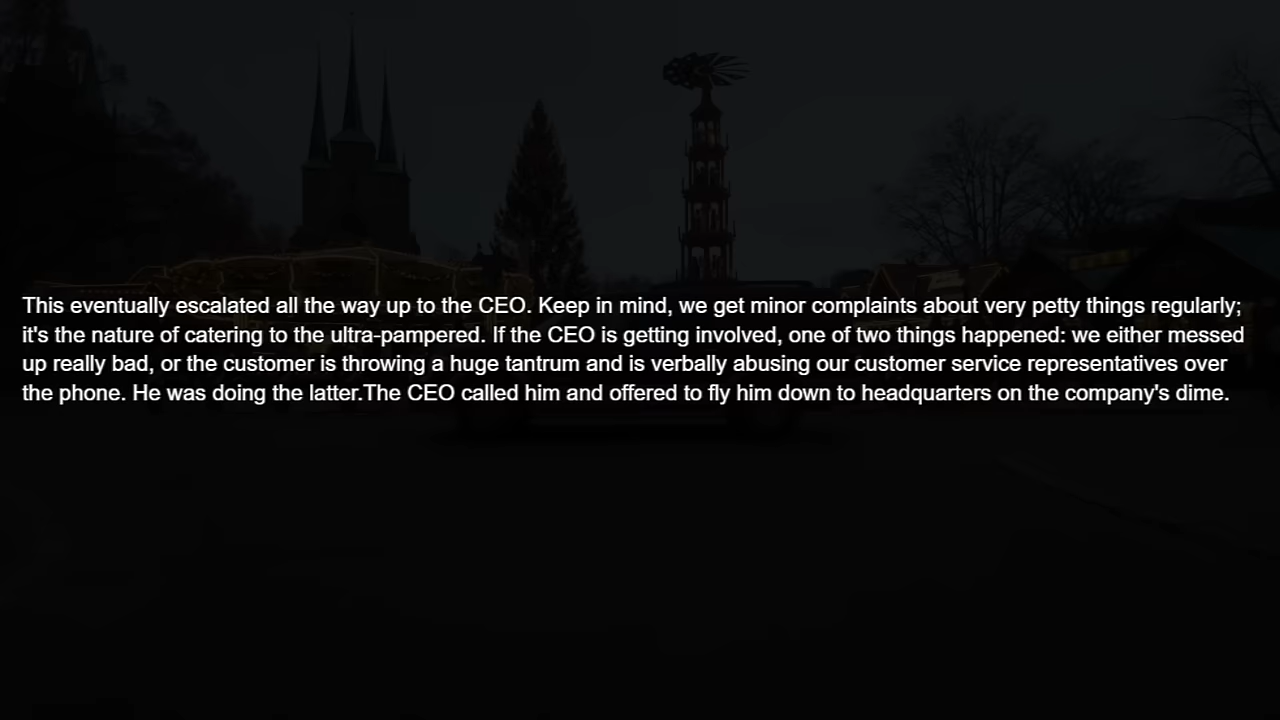 This eventually escalated all the way up to the CEO. Keep in mind, we get minor complaints about very petty things regularly;
it's the nature of catering to the ultra-pampered. If the CEO is getting involved, one of two things happened: we either messed
up really bad, or the customer is throwing a huge tantrum and is verbally abusing our customer service representatives over
the phone. He was doing the latter.The CEO called him and offered to fly him down to headquarters on the company's dime.